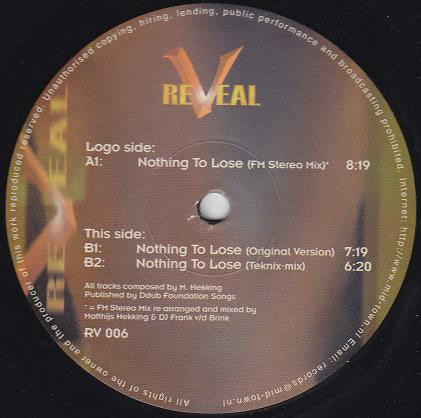 REVEAL
Logo side:
A1: Nothing To Lose (FM Stereo Mix)* 8:19
This side:
B1: Nothing To Lose (Original Version) 7:19
B2: Nothing To Lose (Teknix-mix) 6:20
All tracks composed by M. Hekking
Published by Ddub Foundation Songs
* = FM Stereo Mix re-arranged and mixed by
Matthijs Hekking & DJ Frank v/d Brink
RV 006
REVEAL
All rights of the owner and the producer of this work reproduced reserved. Unauthorised copying, hiring, lending, public performance and broadcasting prohibited. Internet: http://www.mid-town.nl Email: records@mid-town.nl